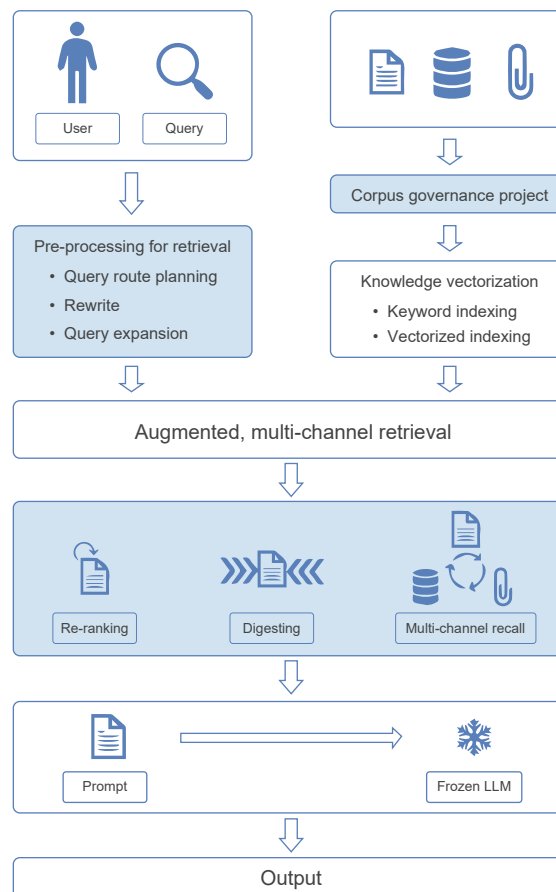 User
Query
Corpus governance project
Pre-processing for retrieval
• Query route planning
• Rewrite
• Query expansion
Knowledge vectorization
• Keyword indexing
• Vectorized indexing
Augmented, multi-channel retrieval
Re-ranking
Digesting
Multi-channel recall
Prompt
Frozen LLM
Output